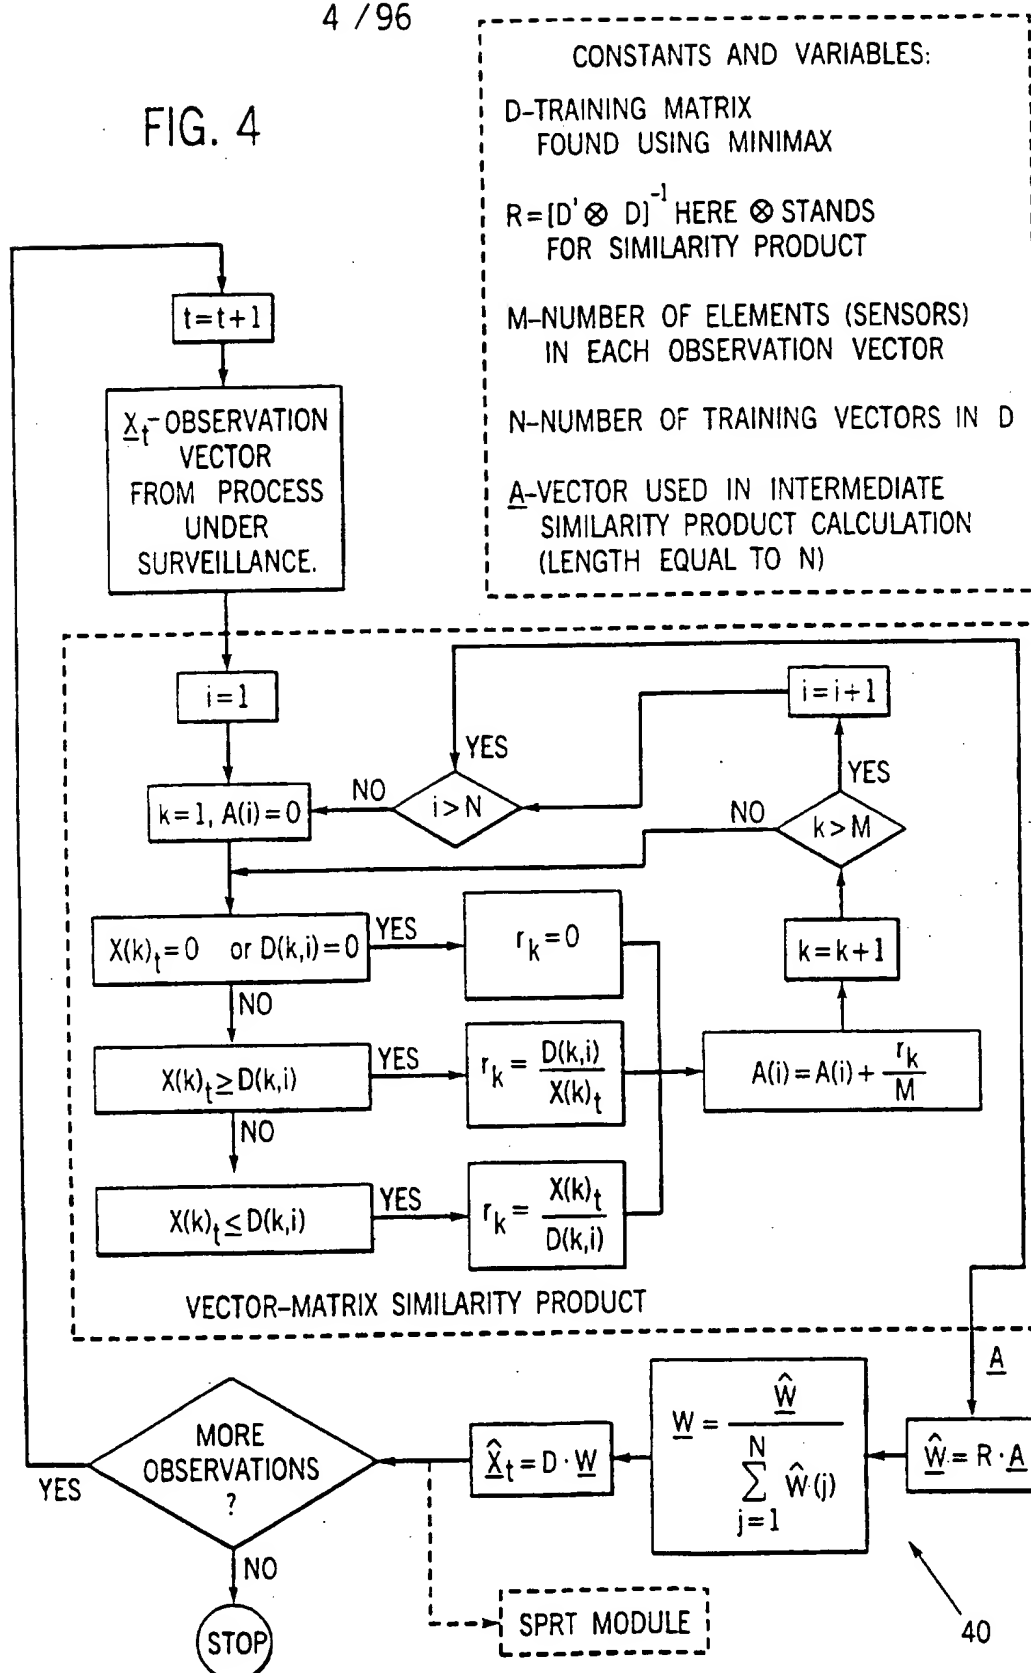 4 / 96
FIG. 4
CONSTANTS AND VARIABLES:
D-TRAINING MATRIX
FOUND USING MINIMAX
R=[D' ⊗ D]⁻¹ HERE ⊗ STANDS
FOR SIMILARITY PRODUCT
M-NUMBER OF ELEMENTS (SENSORS)
IN EACH OBSERVATION VECTOR
N-NUMBER OF TRAINING VECTORS IN D
A-VECTOR USED IN INTERMEDIATE
SIMILARITY PRODUCT CALCULATION
(LENGTH EQUAL TO N)
t=t+1
X_t-OBSERVATION
VECTOR
FROM PROCESS
UNDER
SURVEILLANCE.
i=1
k=1, A(i)=0
NO
i>N
YES
i=i+1
YES
NO
k>M
k=k+1
X(k)_t=0 or D(k,i)=0
YES
r_k=0
NO
X(k)_t≥D(k,i)
YES
r_k = D(k,i) / X(k)_t
A(i)=A(i)+ r_k / M
NO
X(k)_t≤D(k,i)
YES
r_k = X(k)_t / D(k,i)
VECTOR-MATRIX SIMILARITY PRODUCT
A
Ŵ=R·A
W = Ŵ / N Σ j=1 Ŵ(j)
X̂_t=D·W
MORE
OBSERVATIONS
?
YES
NO
STOP
SPRT MODULE
40